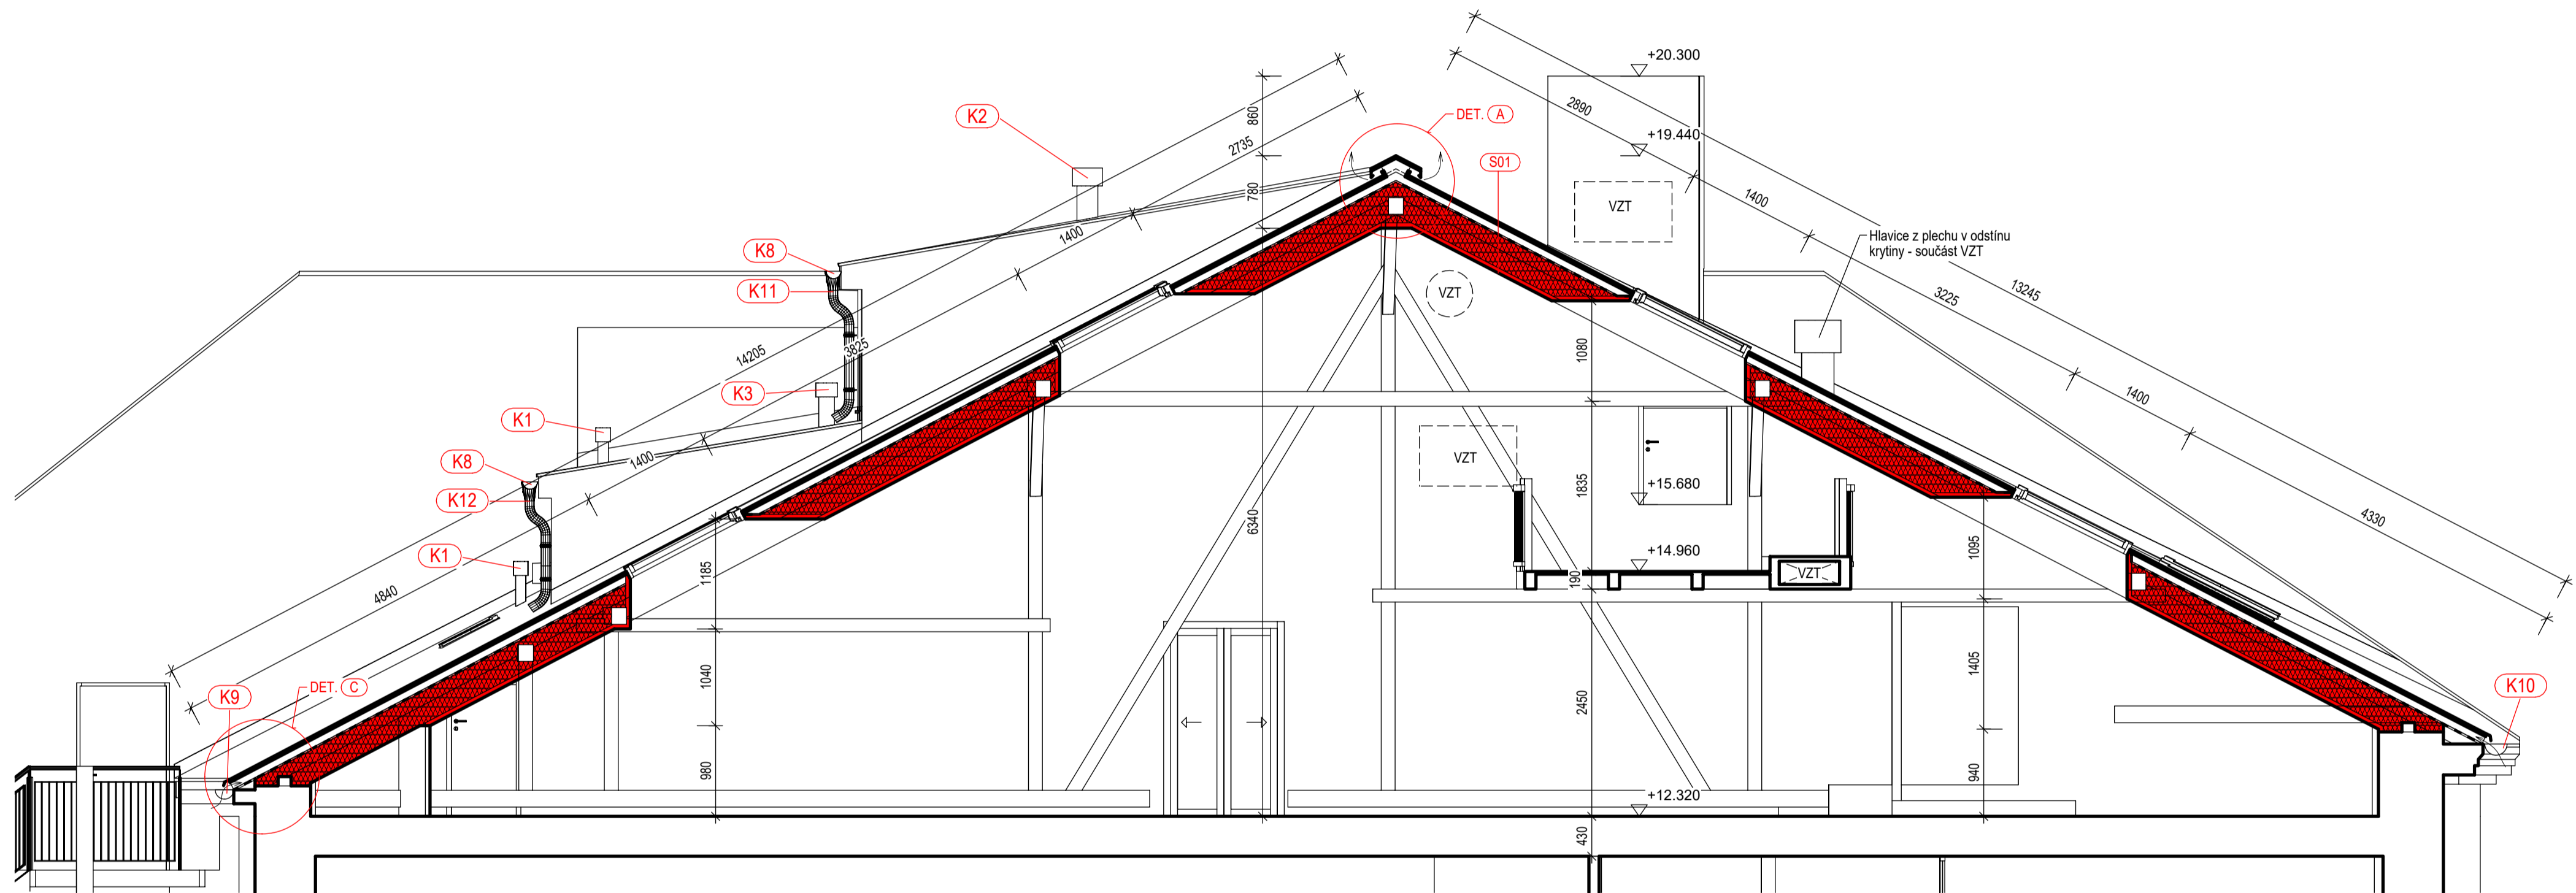 +20.300
+19.440
860
2890
K2
DET. A
2735
S01
780
1400
VZT
1400
Hlavice z plechu v odstínu
krytiny - součást VZT
K8
K11
VZT
13245
3225
14205
3825
1080
K3
1400
K1
1400
K8
VZT
K12
+15.680
1835
6340
4330
K1
+14.960
1095
4840
1185
190
VZT
1040
1405
2450
K9
DET. C
K10
980
940
+12.320
430